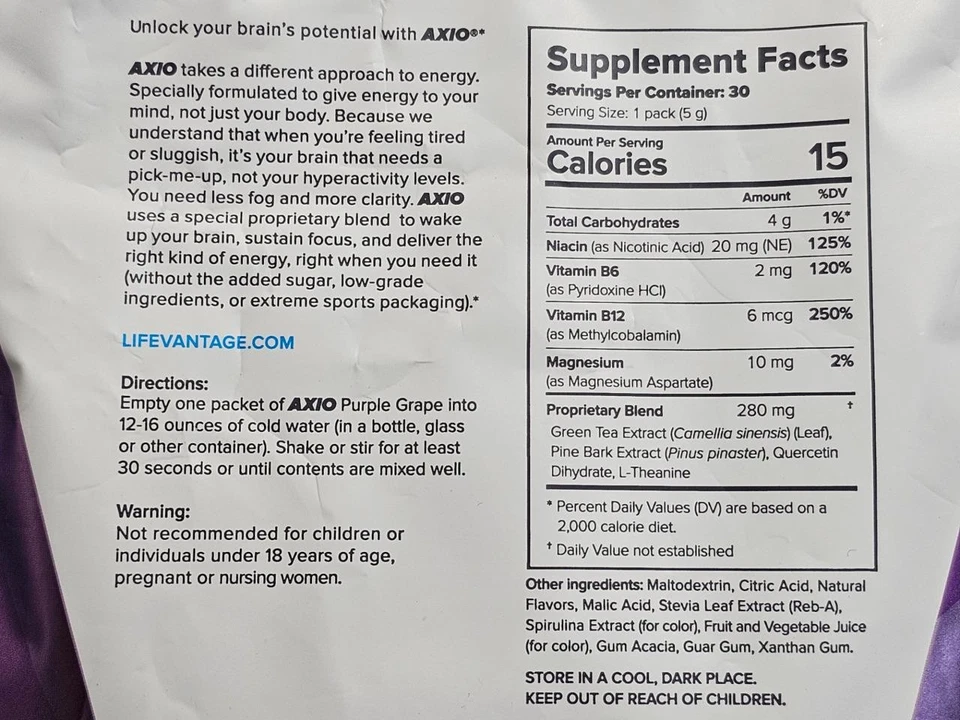 Unlock your brain's potential with AXIO®*
AXIO takes a different approach to energy.
Specially formulated to give energy to your
mind, not just your body. Because we
understand that when you're feeling tired
or sluggish, it's your brain that needs a
pick-me-up, not your hyperactivity levels.
You need less fog and more clarity. AXIO
uses a special proprietary blend to wake
up your brain, sustain focus, and deliver the
right kind of energy, right when you need it
(without the added sugar, low-grade
ingredients, or extreme sports packaging).*
LIFEVANTAGE.COM
Directions:
Empty one packet of AXIO Purple Grape into
12-16 ounces of cold water (in a bottle, glass
or other container). Shake or stir for at least
30 seconds or until contents are mixed well.
Warning:
Not recommended for children or
individuals under 18 years of age,
pregnant or nursing women.
Supplement Facts
Servings Per Container: 30
Serving Size: 1 pack (5 g)
Amount Per Serving
Calories 15
Amount %DV
Total Carbohydrates 4 g 1%*
Niacin (as Nicotinic Acid) 20 mg (NE) 125%
Vitamin B6 2 mg 120%
(as Pyridoxine HCl)
Vitamin B12 6 mcg 250%
(as Methylcobalamin)
Magnesium 10 mg 2%
(as Magnesium Aspartate)
Proprietary Blend 280 mg †
Green Tea Extract (Camellia sinensis) (Leaf),
Pine Bark Extract (Pinus pinaster), Quercetin
Dihydrate, L-Theanine
* Percent Daily Values (DV) are based on a
2,000 calorie diet.
† Daily Value not established
Other ingredients: Maltodextrin, Citric Acid, Natural
Flavors, Malic Acid, Stevia Leaf Extract (Reb-A),
Spirulina Extract (for color), Fruit and Vegetable Juice
(for color), Gum Acacia, Guar Gum, Xanthan Gum.
STORE IN A COOL, DARK PLACE.
KEEP OUT OF REACH OF CHILDREN.